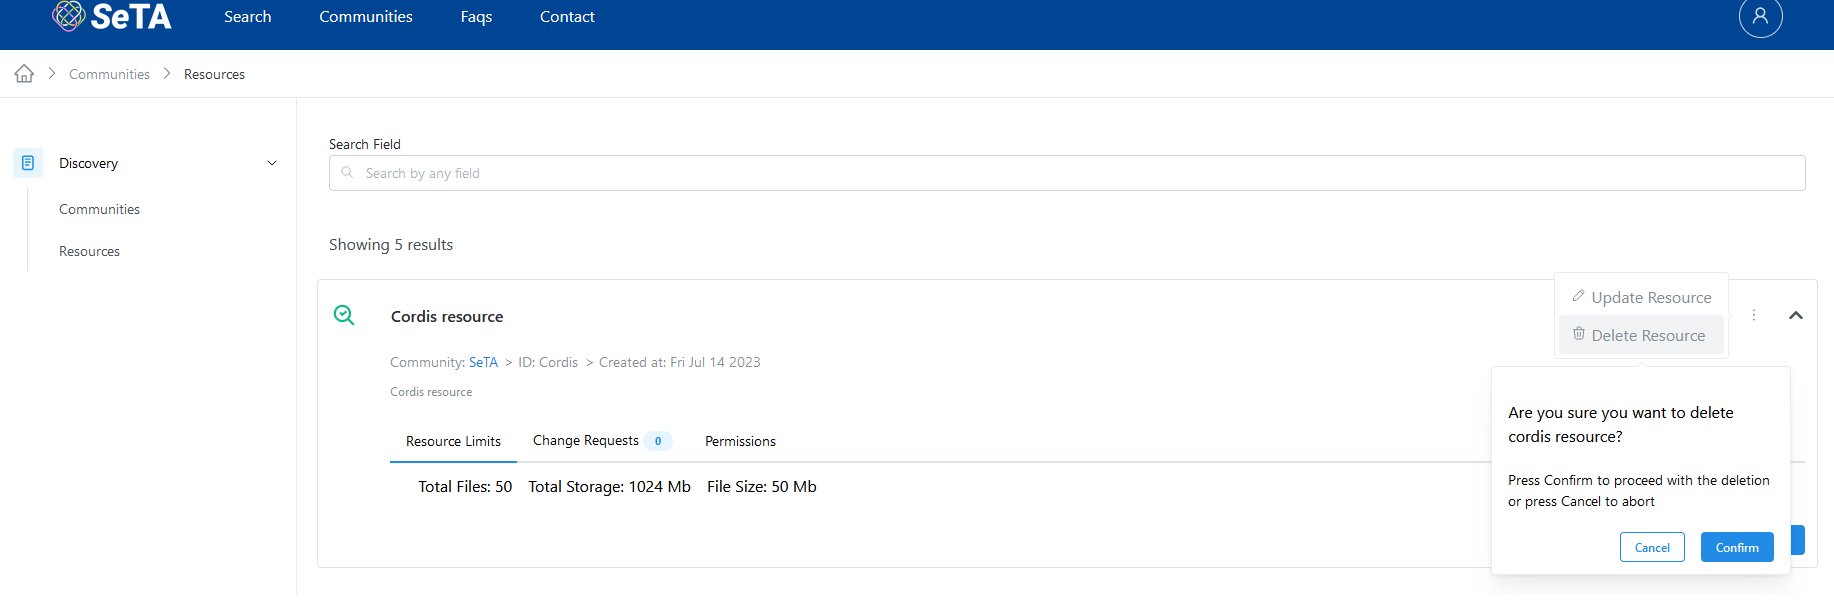 SeTA Search Communities Faqs Contact
Communities Resources
Discovery
Communities
Resources
Search Field
Search by any field
Showing 5 results
Cordis resource
Community: SeTA > ID: Cordis > Created at: Fri Jul 14 2023
Cordis resource
Resource Limits Change Requests 0 Permissions
Total Files: 50 Total Storage: 1024 Mb File Size: 50 Mb
Update Resource
Delete Resource
Are you sure you want to delete
cordis resource?
Press Confirm to proceed with the deletion
or press Cancel to abort
Cancel Confirm